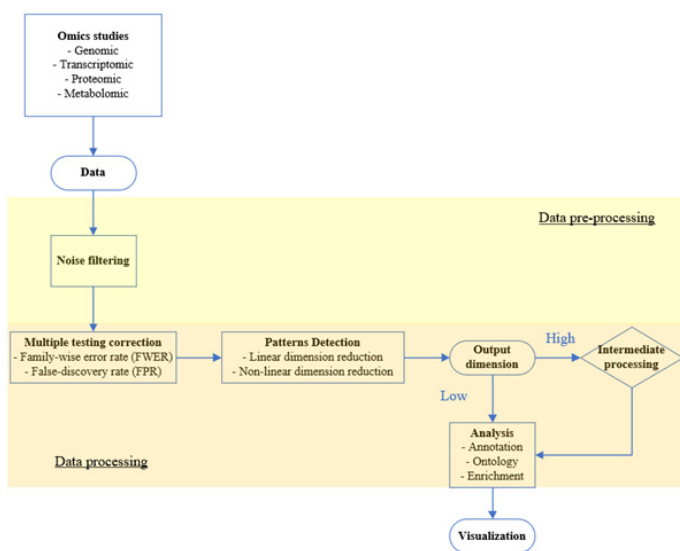 Omics studies
- Genomic
- Transcriptomic
- Proteomic
- Metabolomic
Data
Data pre-processing
Noise filtering
Multiple testing correction
- Family-wise error rate (FWER)
- False-discovery rate (FPR)
Patterns Detection
- Linear dimension reduction
- Non-linear dimension reduction
Output
dimension
High
Intermediate
processing
Low
Analysis
- Annotation
- Ontology
- Enrichment
Data processing
Visualization